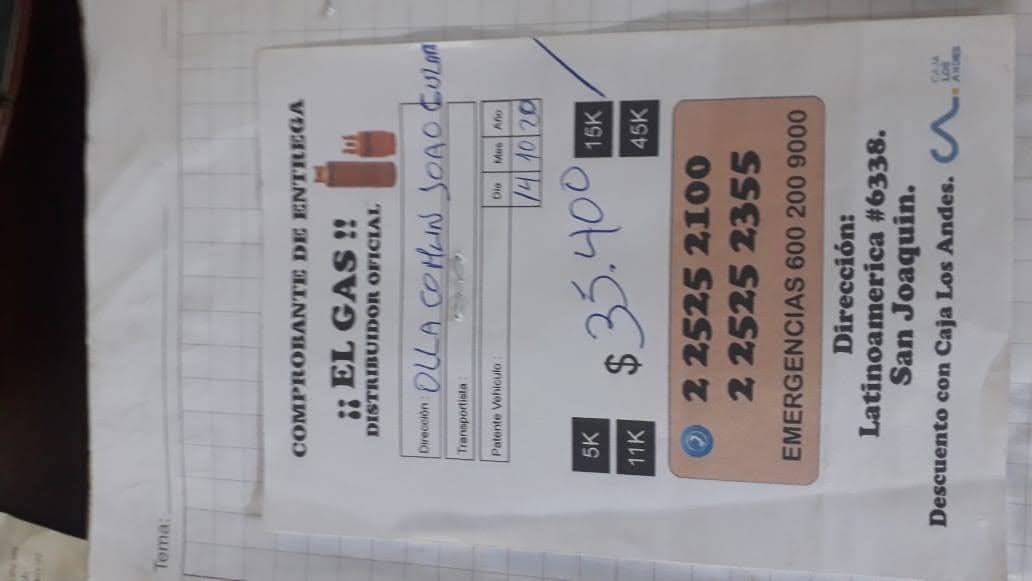 COMPROBANTE DE ENTREGA
¡¡ EL GAS !!
DISTRIBUIDOR OFICIAL
Dirección: OLLA COMUN JOAO GULAR
Transportista:
Patente Vehículo: Día Mes Año
14 10 20
5K 15K
$ 35.400
11K 45K
2 2525 2100
2 2525 2355
EMERGENCIAS 600 200 9000
Dirección:
Latinoamerica #6338.
San Joaquin.
Descuento con Caja Los Andes.
CAJA
LOS
ANDES
Tema: